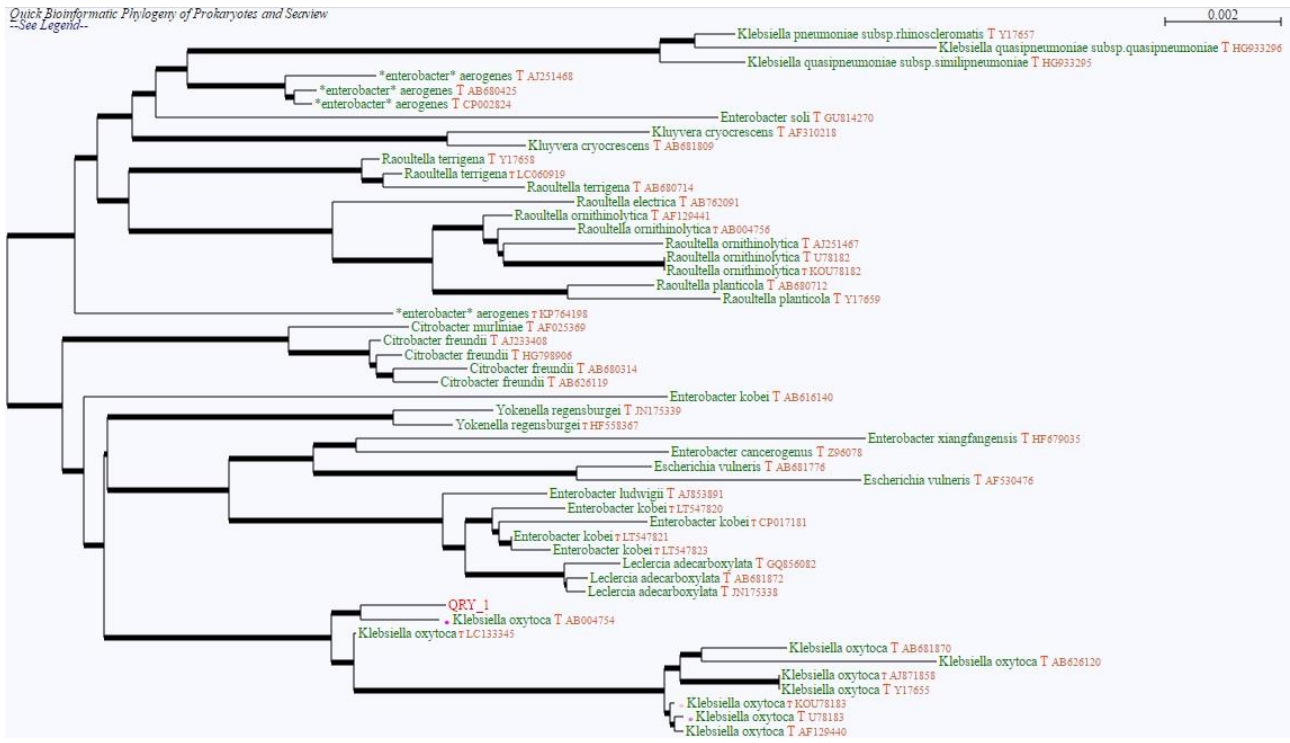 Quick Bioinformatic Phylogeny of Prokaryotes and Seaview
--See Legend--
0.002
Klebsiella pneumoniae subsp.rhinoscleromatis T Y17657
Klebsiella quasipneumoniae subsp.quasipneumoniae T HG933296
Klebsiella quasipneumoniae subsp.similipneumoniae T HG933295
*enterobacter* aerogenes T AJ251468
*enterobacter* aerogenes T AB680425
*enterobacter* aerogenes T CP002824
Enterobacter soli T GU814270
Kluyvera cryocrescens T AF310218
Kluyvera cryocrescens T AB681809
Raoultella terrigena T Y17658
Raoultella terrigena T LC060919
Raoultella terrigena T AB680714
Raoultella electrica T AB762091
Raoultella ornithinolytica T AF129441
Raoultella ornithinolytica T AB004756
Raoultella ornithinolytica T AJ251467
Raoultella ornithinolytica T U78182
Raoultella ornithinolytica T KOU78182
Raoultella planticola T AB680712
Raoultella planticola T Y17659
*enterobacter* aerogenes T KP764198
Citrobacter murliniae T AF025369
Citrobacter freundii T AJ233408
Citrobacter freundii T HG798906
Citrobacter freundii T AB680314
Citrobacter freundii T AB626119
Enterobacter kobei T AB616140
Yokenella regensburgei T JN175339
Yokenella regensburgei T HF558367
Enterobacter xiangfangensis T HF679035
Enterobacter cancerogenus T Z96078
Escherichia vulneris T AB681776
Escherichia vulneris T AF530476
Enterobacter ludwigii T AJ853891
Enterobacter kobei T LT547820
Enterobacter kobei T CP017181
Enterobacter kobei T LT547821
Enterobacter kobei T LT547823
Leclercia adecarboxylata T GQ856082
Leclercia adecarboxylata T AB681872
Leclercia adecarboxylata T JN175338
QRY_1
Klebsiella oxytoca T AB004754
Klebsiella oxytoca T LC133345
Klebsiella oxytoca T AB681870
Klebsiella oxytoca T AB626120
Klebsiella oxytoca T AJ871858
Klebsiella oxytoca T Y17655
Klebsiella oxytoca T KOU78183
Klebsiella oxytoca T U78183
Klebsiella oxytoca T AF129440